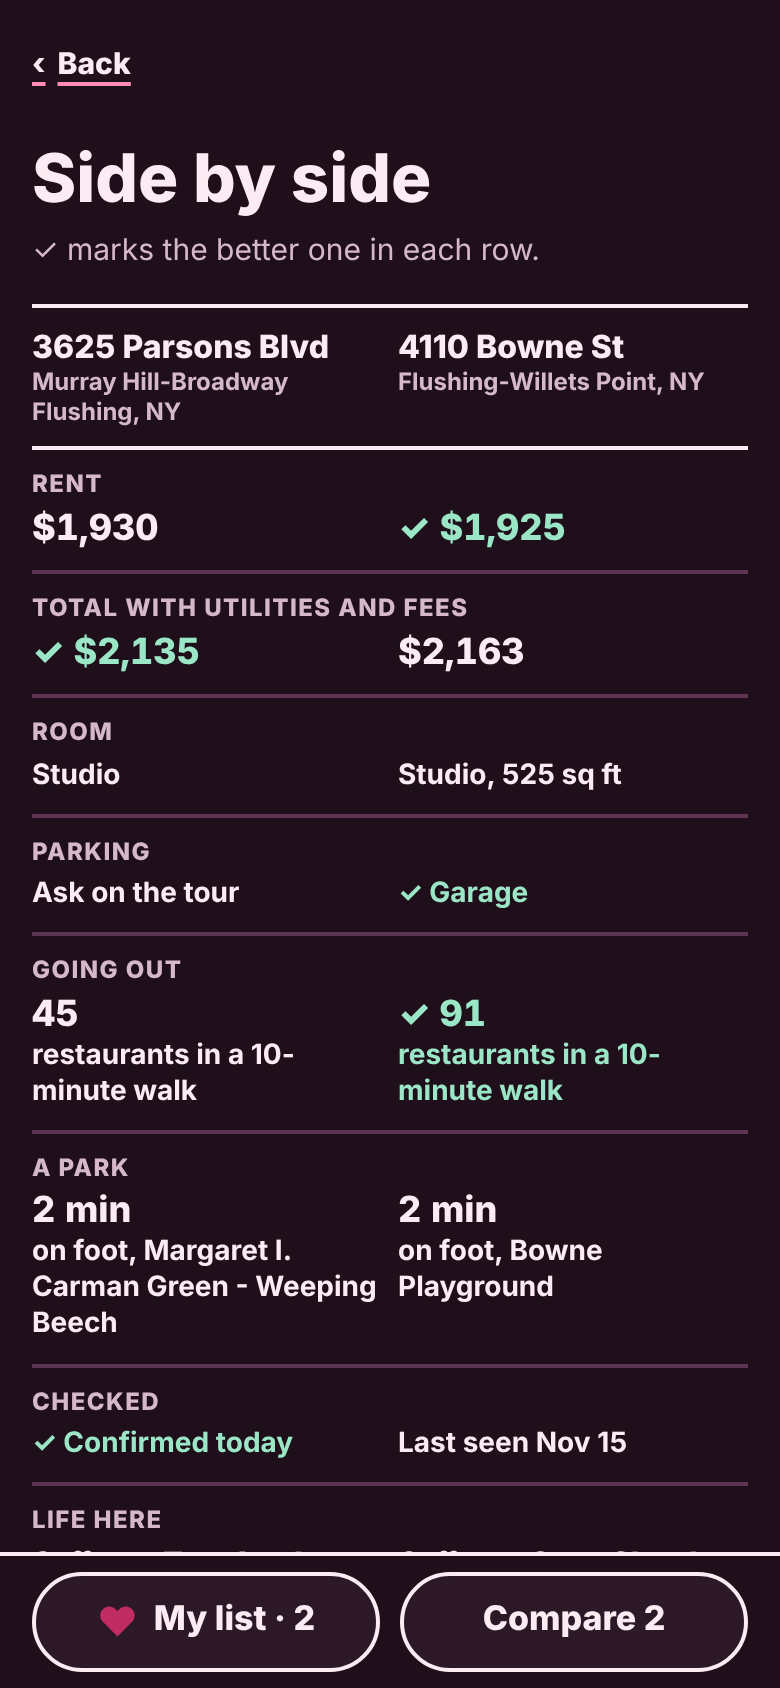 ‹ Back
Side by side
✓ marks the better one in each row.
3625 Parsons Blvd
Murray Hill-Broadway
Flushing, NY
4110 Bowne St
Flushing-Willets Point, NY
RENT
$1,930
✓ $1,925
TOTAL WITH UTILITIES AND FEES
✓ $2,135
$2,163
ROOM
Studio
Studio, 525 sq ft
PARKING
Ask on the tour
✓ Garage
GOING OUT
45
restaurants in a 10-
minute walk
✓ 91
restaurants in a 10-
minute walk
A PARK
2 min
on foot, Margaret I.
Carman Green - Weeping
Beech
2 min
on foot, Bowne
Playground
CHECKED
✓ Confirmed today
Last seen Nov 15
LIFE HERE
My list · 2
Compare 2